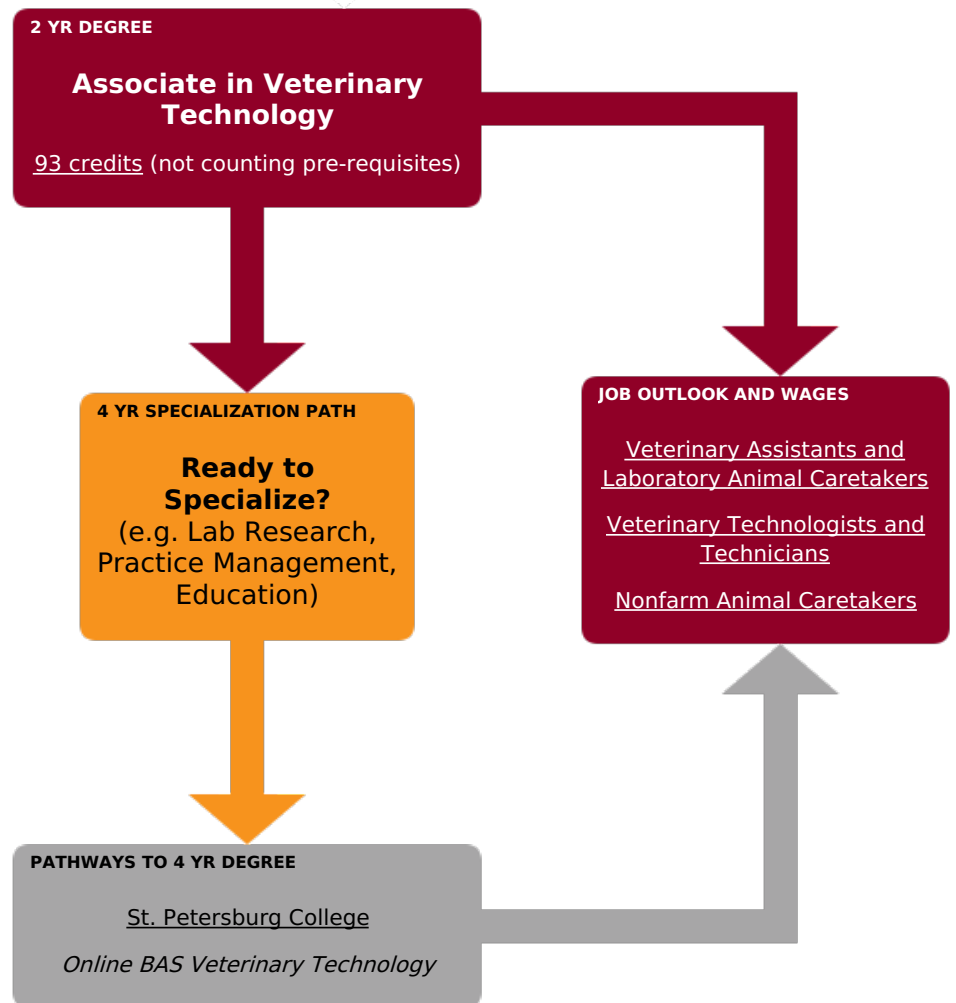 2 YR DEGREE
Associate in Veterinary
Technology
93 credits (not counting pre-requisites)
4 YR SPECIALIZATION PATH
Ready to
Specialize?
(e.g. Lab Research,
Practice Management,
Education)
JOB OUTLOOK AND WAGES
Veterinary Assistants and
Laboratory Animal Caretakers
Veterinary Technologists and
Technicians
Nonfarm Animal Caretakers
PATHWAYS TO 4 YR DEGREE
St. Petersburg College
Online BAS Veterinary Technology